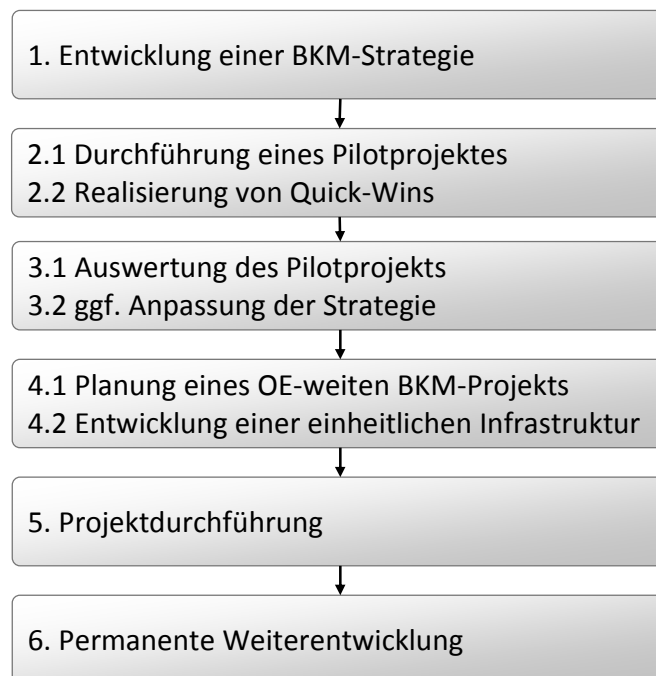 1. Entwicklung einer BKM-Strategie
2.1 Durchführung eines Pilotprojektes
2.2 Realisierung von Quick-Wins
3.1 Auswertung des Pilotprojekts
3.2 ggf. Anpassung der Strategie
4.1 Planung eines OE-weiten BKM-Projekts
4.2 Entwicklung einer einheitlichen Infrastruktur
5. Projektdurchführung
6. Permanente Weiterentwicklung